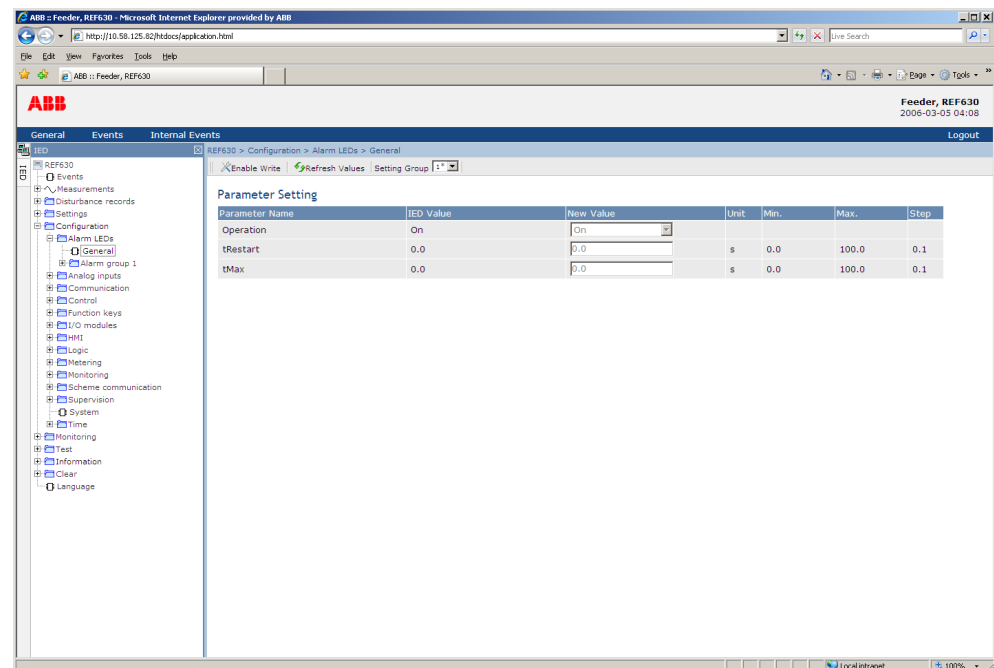 ABB :: Feeder, REF630 - Microsoft Internet Explorer provided by ABB
http://10.58.125.82/htdocs/application.html
Live Search
File Edit View Favorites Tools Help
ABB :: Feeder, REF630
Page Tools »
ABB
Feeder, REF630
2006-03-05 04:08
General Events Internal Events Logout
IED
REF630 > Configuration > Alarm LEDs > General
IED
Enable Write Refresh Values Setting Group 1*
REF630
Events
Measurements
Disturbance records
Settings
Configuration
Alarm LEDs
General
Alarm group 1
Analog inputs
Communication
Control
Function keys
I/O modules
HMI
Logic
Metering
Monitoring
Scheme communication
Supervision
System
Time
Monitoring
Test
Information
Clear
Language
Parameter Setting
Parameter Name IED Value New Value Unit Min. Max. Step
Operation On On
tRestart 0.0 0.0 s 0.0 100.0 0.1
tMax 0.0 0.0 s 0.0 100.0 0.1
Local intranet 100%